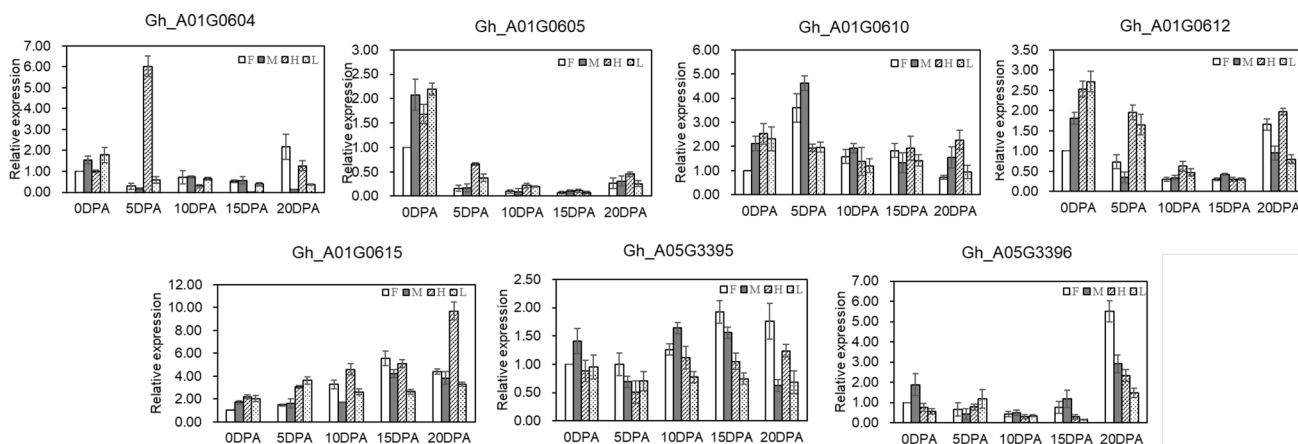 Gh_A01G0604
7.00
6.00
5.00
4.00
3.00
2.00
1.00
Relative expression
F M H L
0DPA 5DPA 10DPA 15DPA 20DPA
Gh_A01G0605
3.00
2.50
2.00
1.50
1.00
0.50
0.00
Relative expression
F M H L
0DPA 5DPA 10DPA 15DPA 20DPA
Gh_A01G0610
6.00
5.00
4.00
3.00
2.00
1.00
0.00
Relative expression
F M H L
0DPA 5DPA 10DPA 15DPA 20DPA
Gh_A01G0612
3.50
3.00
2.50
2.00
1.50
1.00
0.50
0.00
Relative expression
F M H L
0DPA 5DPA 10DPA 15DPA 20DPA
Gh_A01G0615
12.00
10.00
8.00
6.00
4.00
2.00
0.00
Relative expression
F M H L
0DPA 5DPA 10DPA 15DPA 20DPA
Gh_A05G3395
2.50
2.00
1.50
1.00
0.50
0.00
Relative expression
F M H L
0DPA 5DPA 10DPA 15DPA 20DPA
Gh_A05G3396
7.00
6.00
5.00
4.00
3.00
2.00
1.00
0.00
Relative expression
F M H L
0DPA 5DPA 10DPA 15DPA 20DPA